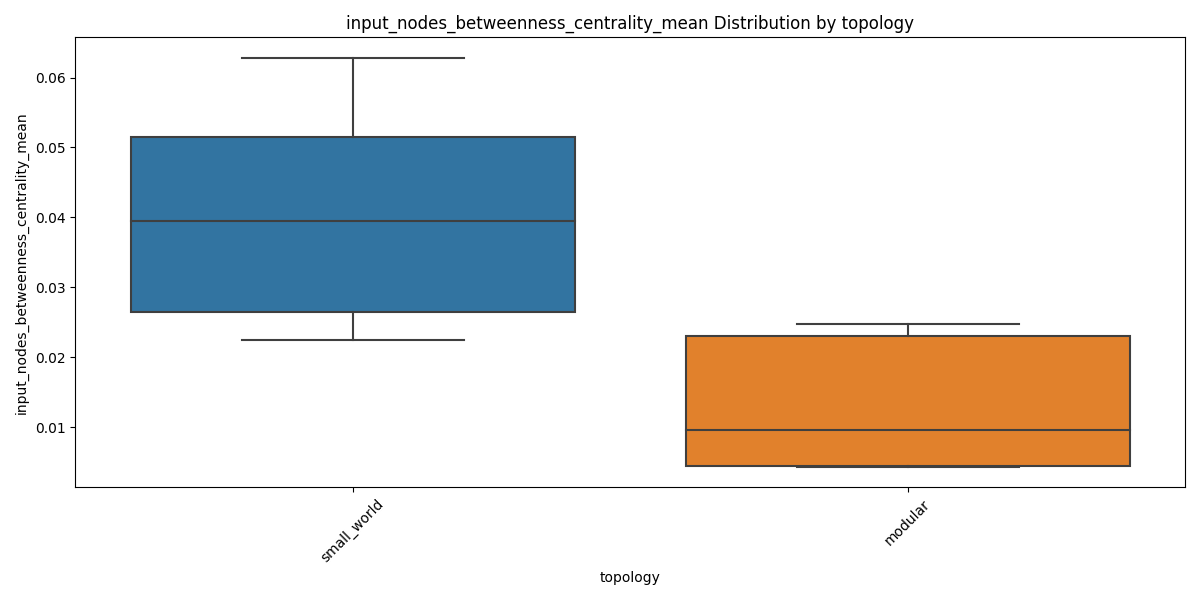 input_nodes_betweenness_centrality_mean Distribution by topology
input_nodes_betweenness_centrality_mean
0.06
0.05
0.04
0.03
0.02
0.01
small_world
modular
topology